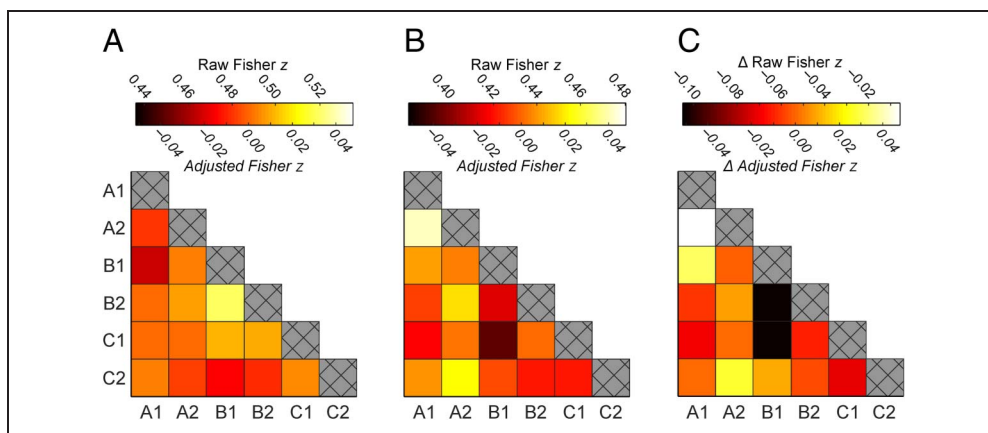 A
B
C
Raw Fisher z
Raw Fisher z
Δ Raw Fisher z
0.44 0.46 0.48 0.50 0.52
0.40 0.42 0.44 0.46 0.48
−0.10 −0.08 −0.06 −0.04 −0.02
−0.04 −0.02 0.00 0.02 0.04
−0.04 −0.02 0.00 0.02 0.04
−0.04 −0.02 0.00 0.02 0.04
Adjusted Fisher z
Adjusted Fisher z
Δ Adjusted Fisher z
A1
A2
B1
B2
C1
C2
A1 A2 B1 B2 C1 C2
A1 A2 B1 B2 C1 C2
A1 A2 B1 B2 C1 C2